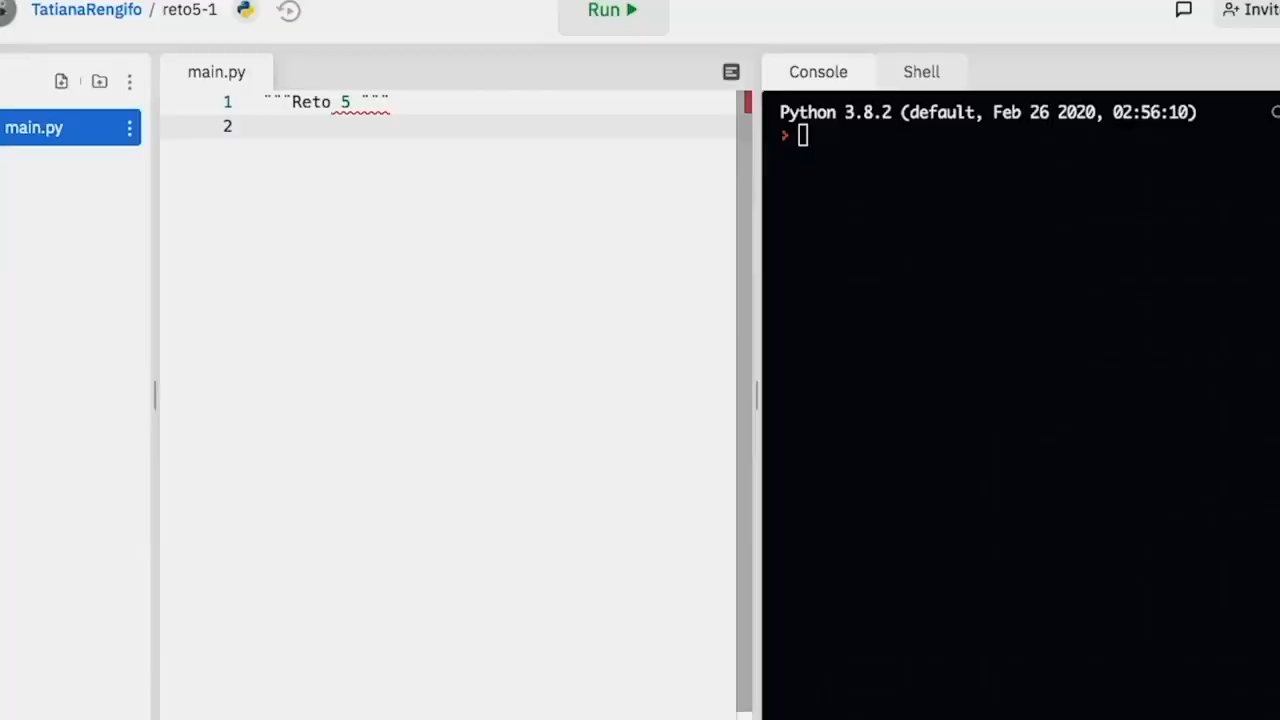 TatianaRengifo / reto5-1
Run
Invit
main.py
Console
Shell
main.py
1 ¨¨¨Reto 5 ¨¨¨
2
Python 3.8.2 (default, Feb 26 2020, 02:56:10)
>